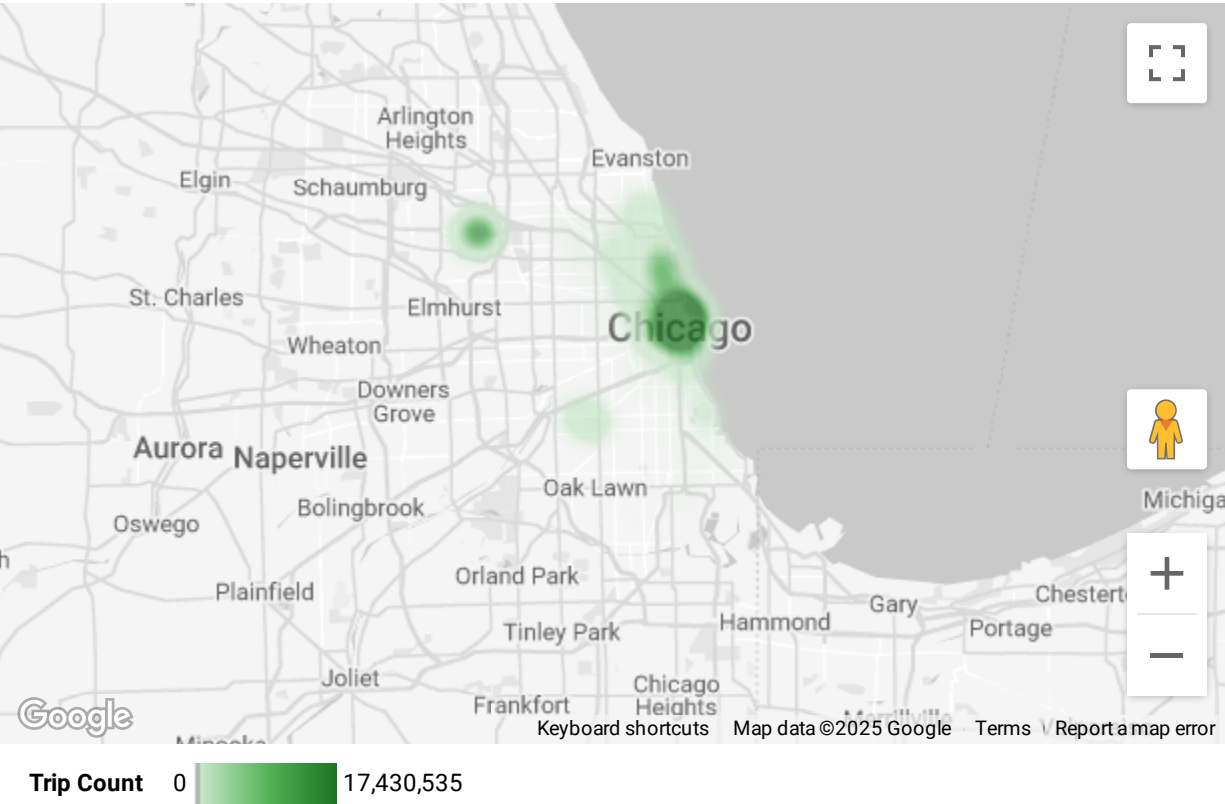 Arlington
Heights
Evanston
Elgin
Schaumburg
St. Charles
Elmhurst
Chicago
Wheaton
Downers
Grove
Aurora
Naperville
Oak Lawn
Michiga
Bolingbrook
Oswego
h
Orland Park
Plainfield
Chesterto
Gary
Hammond
Portage
Tinley Park
Joliet
Chicago
Heights
Frankfort
Google
Merrillville
Keyboard shortcuts
Map data ©2025 Google
Terms
Report a map error
Minooka
Trip Count 0 17,430,535